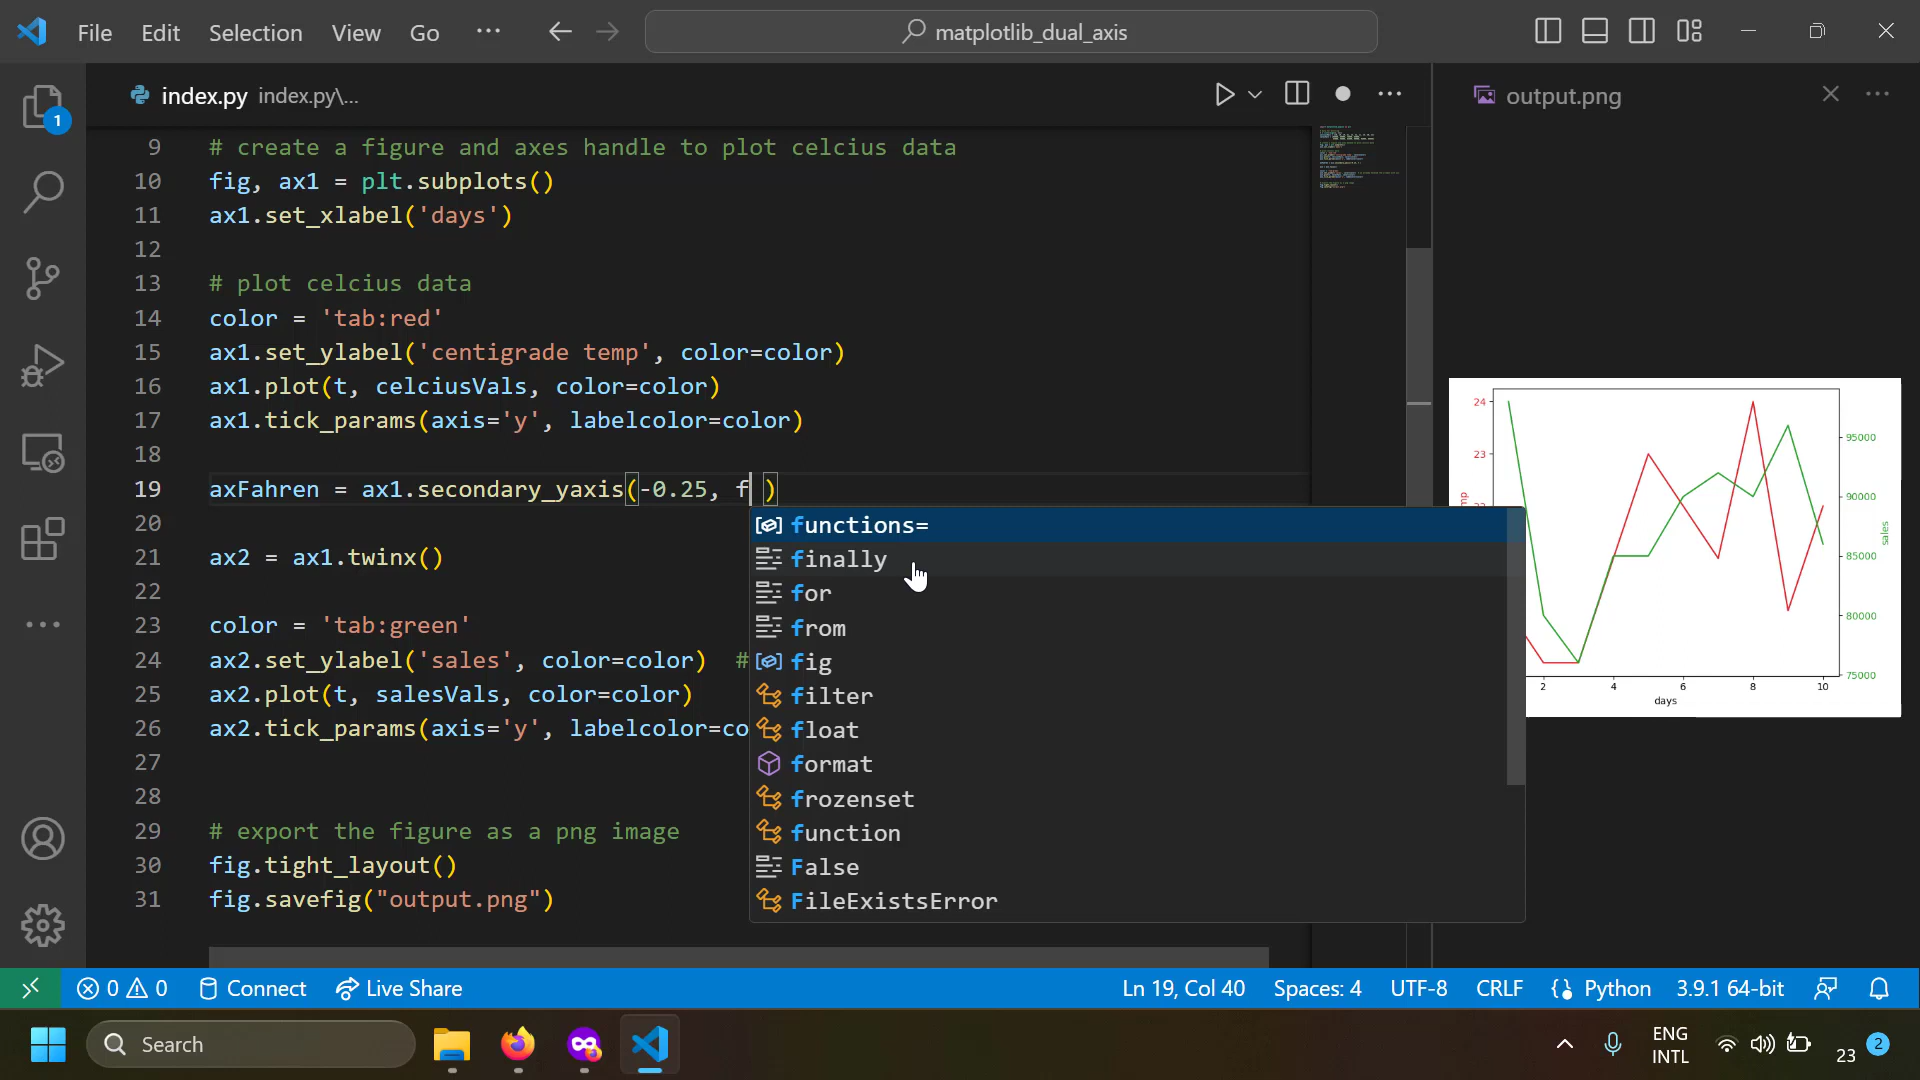 File Edit Selection View Go ··· matplotlib_dual_axis
index.py index.py\...
output.png
1
9 # create a figure and axes handle to plot celcius data
10 fig, ax1 = plt.subplots()
11 ax1.set_xlabel('days')
12
13 # plot celcius data
14 color = 'tab:red'
15 ax1.set_ylabel('centigrade temp', color=color)
16 ax1.plot(t, celciusVals, color=color)
17 ax1.tick_params(axis='y', labelcolor=color)
18
19 axFahren = ax1.secondary_yaxis(-0.25, f )
20
21 ax2 = ax1.twinx()
22
23 color = 'tab:green'
24 ax2.set_ylabel('sales', color=color) #
25 ax2.plot(t, salesVals, color=color)
26 ax2.tick_params(axis='y', labelcolor=co
27
28
29 # export the figure as a png image
30 fig.tight_layout()
31 fig.savefig("output.png")
functions=
finally
for
from
fig
filter
float
format
frozenset
function
False
FileExistsError
24
23
95000
90000
85000
80000
75000
sales
2 4 6 8 10
days
0 0 Connect Live Share Ln 19, Col 40 Spaces: 4 UTF-8 CRLF Python 3.9.1 64-bit
Search
ENG
INTL
23 2